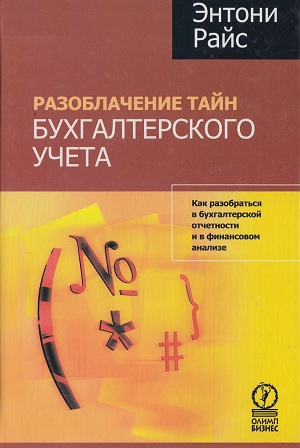 Энтони
Райс
РАЗОБЛАЧЕНИЕ ТАЙН
БУХГАЛТЕРСКОГО
УЧЕТА
Как разобраться
в бухгалтерской
отчетности
и в финансовом
анализе
(№
*#
ОЛИМП
БИЗНЕС